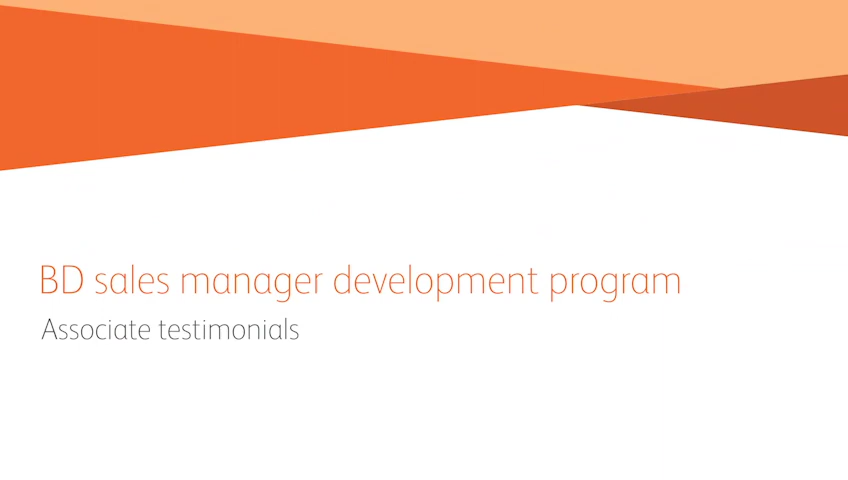 BD sales manager development program
Associate testimonials